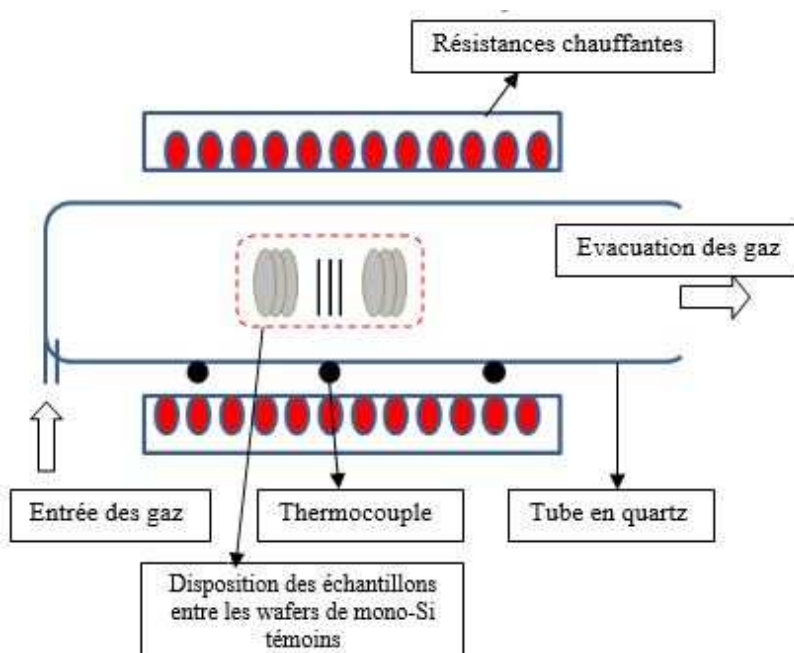 Résistances chauffantes
Evacuation des gaz
Entrée des gaz
Thermocouple
Tube en quartz
Disposition des échantillons
entre les wafers de mono-Si
témoins